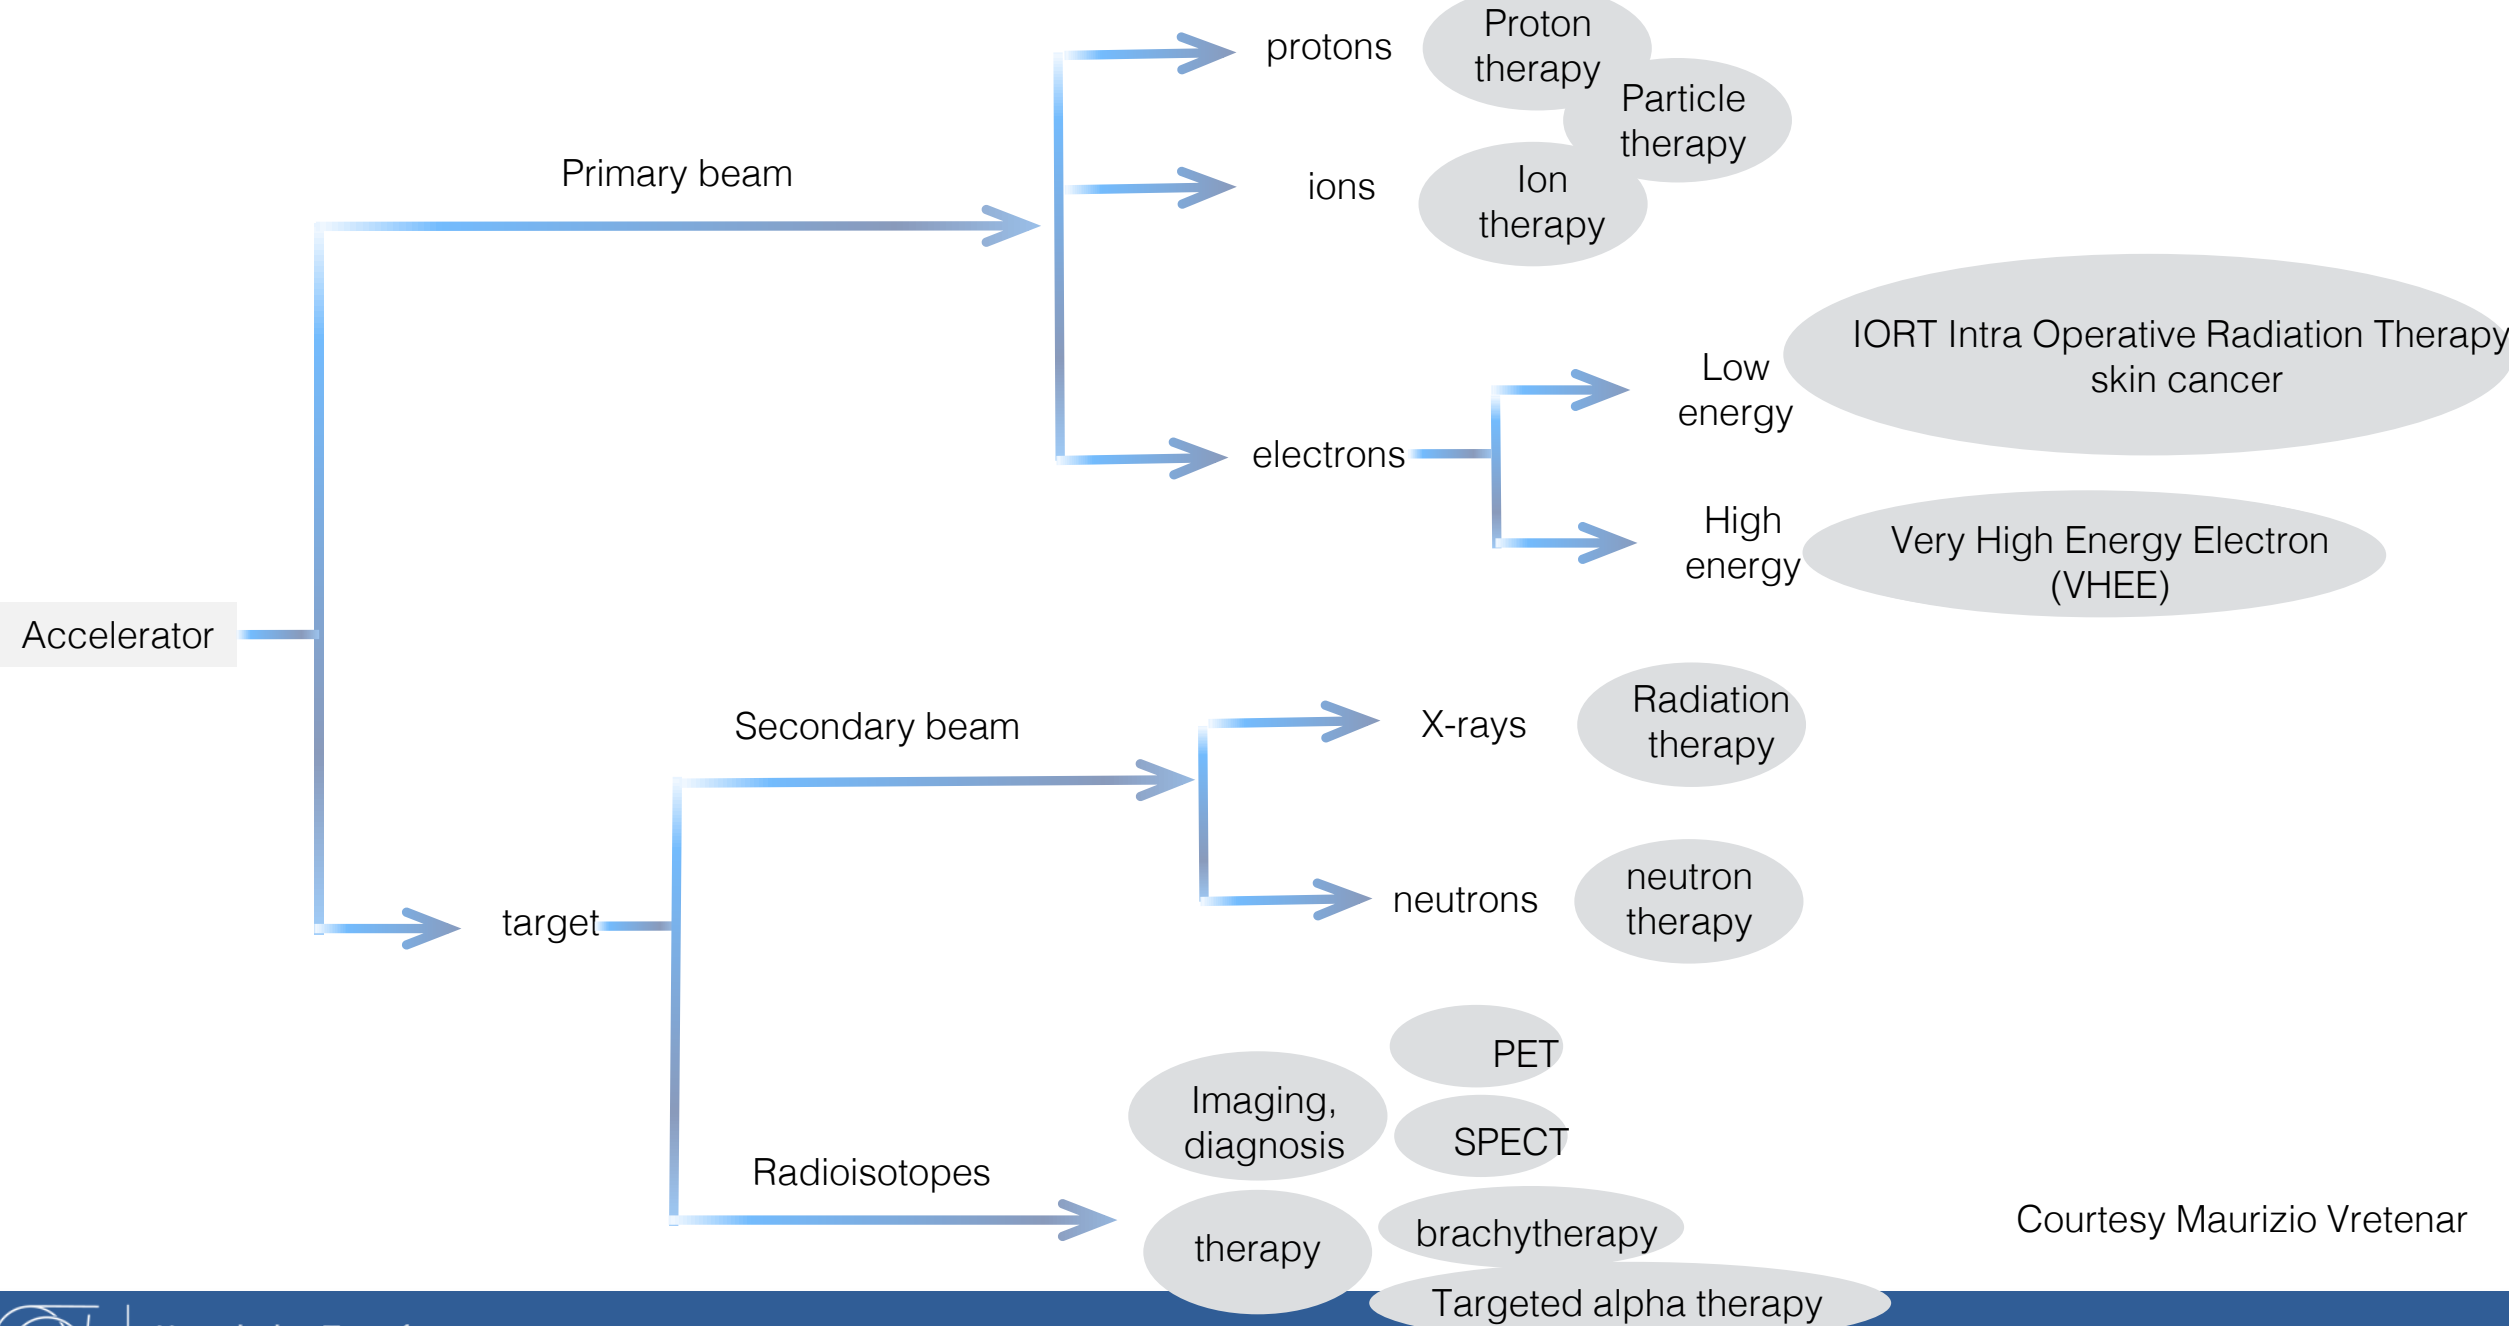 protons
Proton
therapy
Particle
therapy
Primary beam
ions
Ion
therapy
IORT Intra Operative Radiation Therapy
skin cancer
Low
energy
electrons
High
energy
Very High Energy Electron
(VHEE)
Accelerator
Secondary beam
X-rays
Radiation
therapy
target
neutrons
neutron
therapy
PET
Imaging,
diagnosis
SPECT
Radioisotopes
therapy
brachytherapy
Courtesy Maurizio Vretenar
Targeted alpha therapy